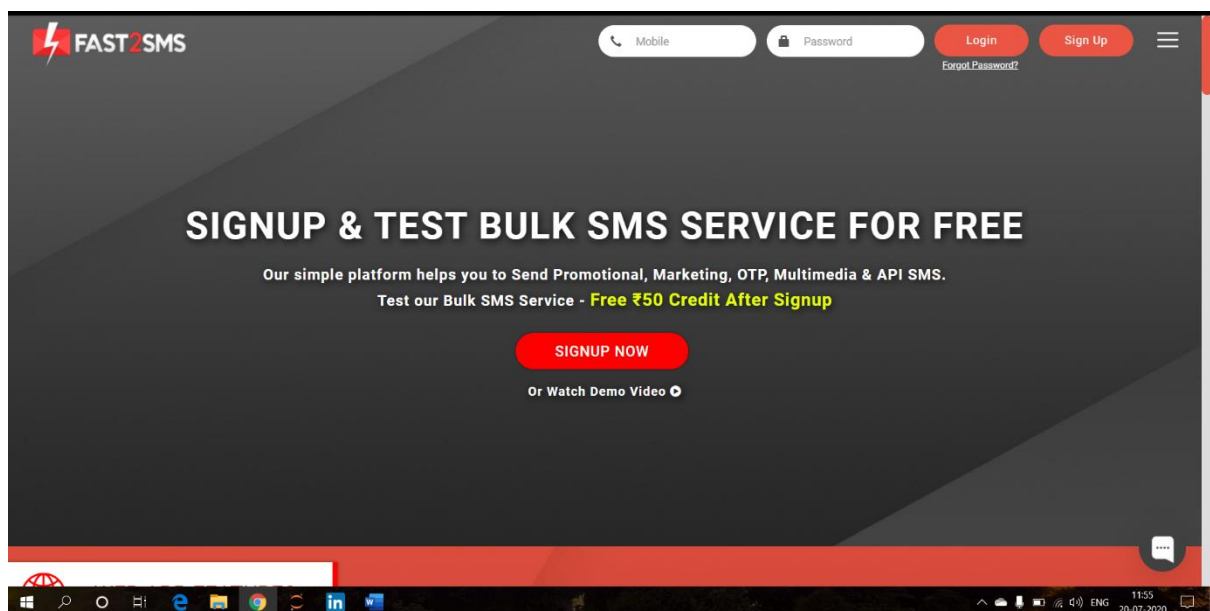 FAST2SMS
Mobile
Password
Login
Sign Up
Forgot Password?
SIGNUP & TEST BULK SMS SERVICE FOR FREE
Our simple platform helps you to Send Promotional, Marketing, OTP, Multimedia & API SMS.
Test our Bulk SMS Service - Free ₹50 Credit After Signup
SIGNUP NOW
Or Watch Demo Video
ENG
11:55
20-07-2020